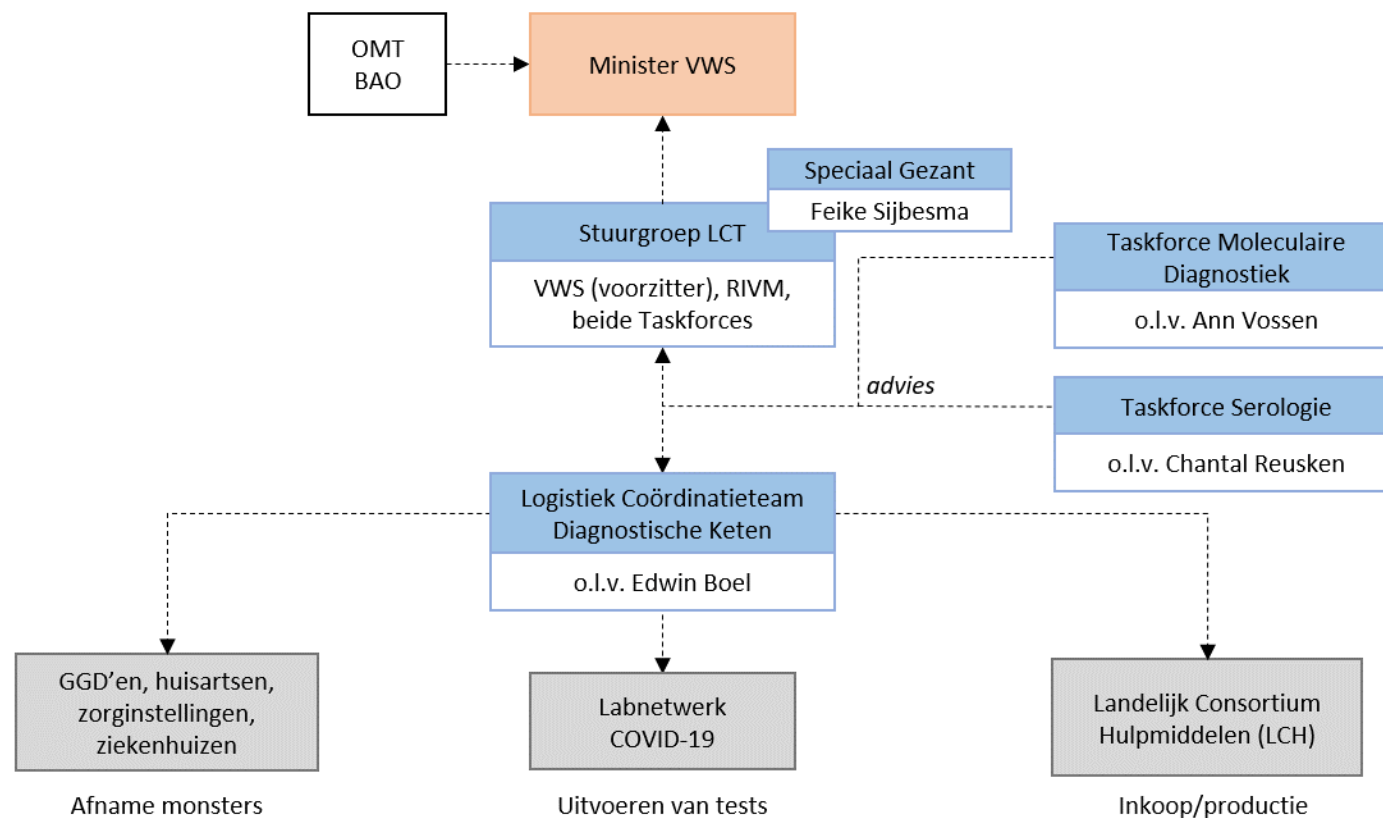 OMT
BAO
Minister VWS
Speciaal Gezant
Feike Sijbesma
Stuurgroep LCT
VWS (voorzitter), RIVM,
beide Taskforces
Taskforce Moleculaire
Diagnostiek
o.l.v. Ann Vossen
advies
Taskforce Serologie
o.l.v. Chantal Reusken
Logistiek Coördinatieteam
Diagnostische Keten
o.l.v. Edwin Boel
GGD’en, huisartsen,
zorginstellingen,
ziekenhuizen
Labnetwerk
COVID-19
Landelijk Consortium
Hulpmiddelen (LCH)
Afname monsters
Uitvoeren van tests
Inkoop/productie